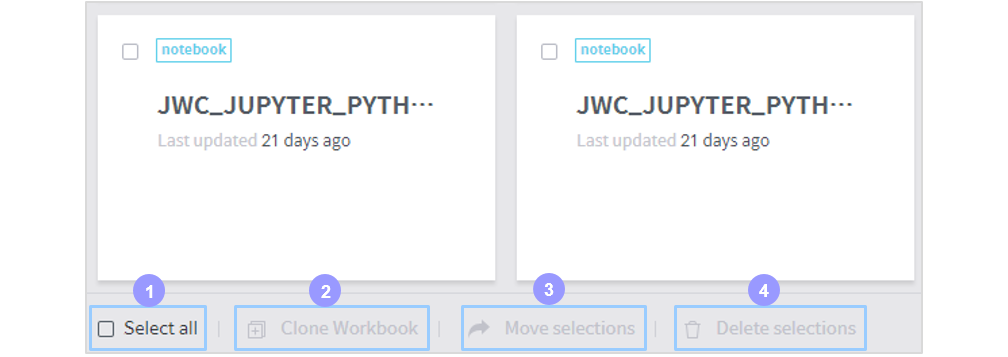 notebook
JWC_JUPYTER_PYTH···
Last updated 21 days ago
notebook
JWC_JUPYTER_PYTH···
Last updated 21 days ago
1 2 3 4
Select all | Clone Workbook | Move selections | Delete selections